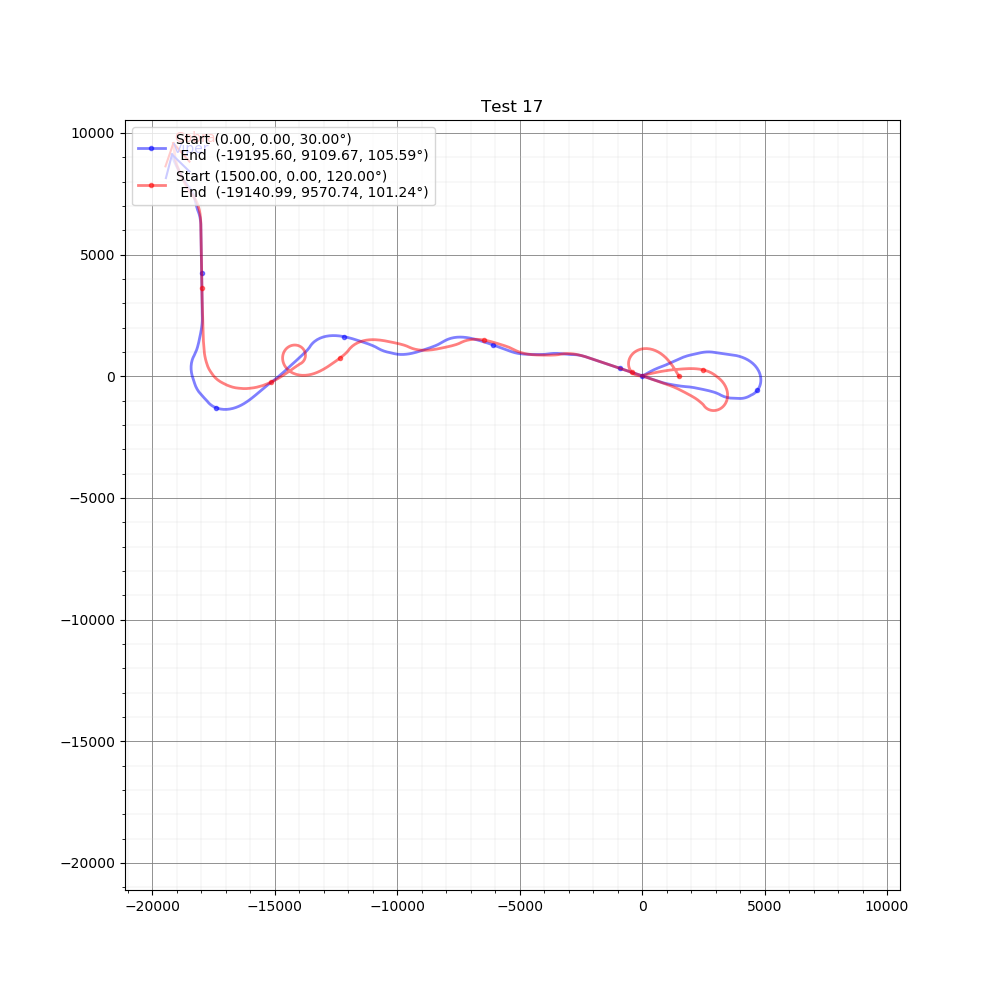 Test 17
Start (0.00, 0.00, 30.00°)
End (-19195.60, 9109.67, 105.59°)
Start (1500.00, 0.00, 120.00°)
End (-19140.99, 9570.74, 101.24°)
10000
5000
0
−5000
−10000
−15000
−20000
−20000 −15000 −10000 −5000 0 5000 10000